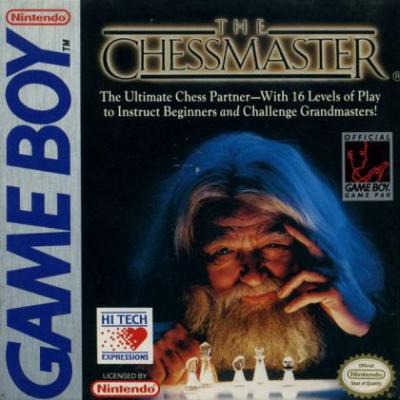 Nintendo
GAME BOY
TM
THE
CHESSMASTER
®
The Ultimate Chess Partner—With 16 Levels of Play
to Instruct Beginners and Challenge Grandmasters!
OFFICIAL
GAME BOY
GAME PAK
HI TECH
EXPRESSIONS
LICENSED BY
Nintendo
Official
Nintendo
Seal of Quality